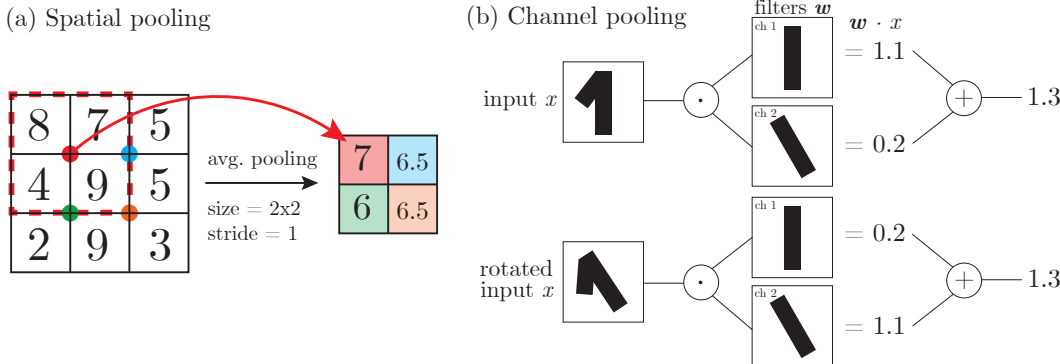 (a) Spatial pooling
8 7 5
4 9 5
2 9 3
avg. pooling
size = 2x2
stride = 1
7 6.5
6 6.5
(b) Channel pooling
filters w
w · x
input x
·
ch 1
= 1.1
ch 2
= 0.2
+
1.3
rotated
input x
·
ch 1
= 0.2
ch 2
= 1.1
+
1.3